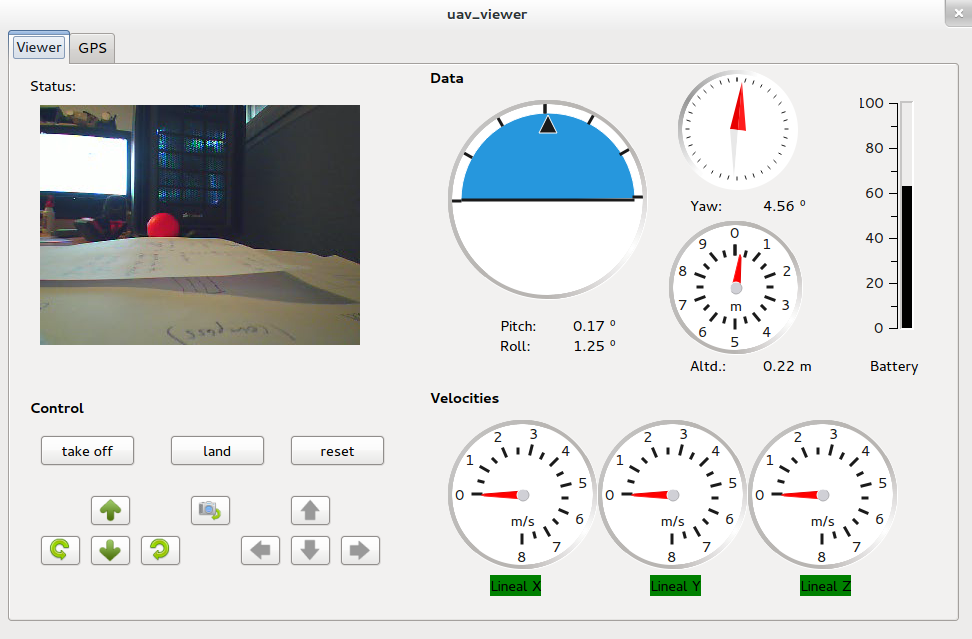 uav_viewer
Viewer
GPS
Status:
Data
Yaw: 4.56 º
Pitch: 0.17 º
Roll: 1.25 º
0
1
2
3
4
5
6
7
8
9
m
Altd.: 0.22 m
100
80
60
40
20
0
Battery
Control
take off
land
reset
Velocities
0
1
2
3
4
5
6
7
8
m/s
Lineal X
0
1
2
3
4
5
6
7
8
m/s
Lineal Y
0
1
2
3
4
5
6
7
8
m/s
Lineal Z